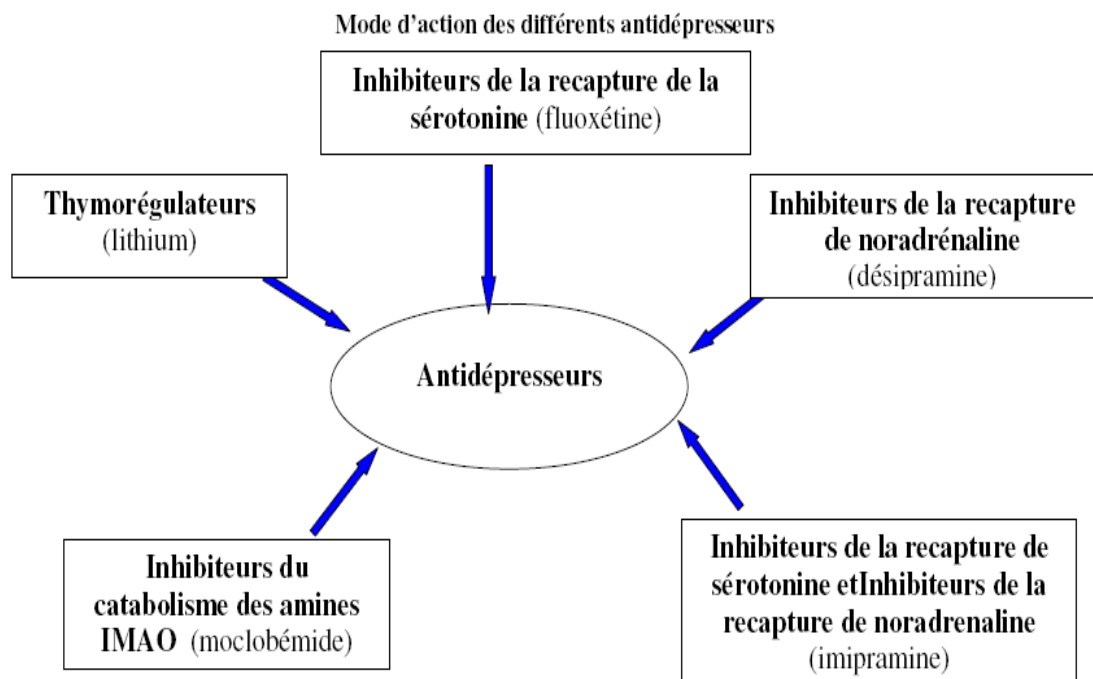 Mode d'action des différents antidépresseurs
Inhibiteurs de la recapture de la
sérotonine (fluoxétine)
Thymorégulateurs
(lithium)
Inhibiteurs de la recapture
de noradrénaline
(désipramine)
Antidépresseurs
Inhibiteurs du
catabolisme des amines
IMAO (moclobémide)
Inhibiteurs de la recapture de
sérotonine etInhibiteurs de la
recapture de noradrenaline
(imipramine)